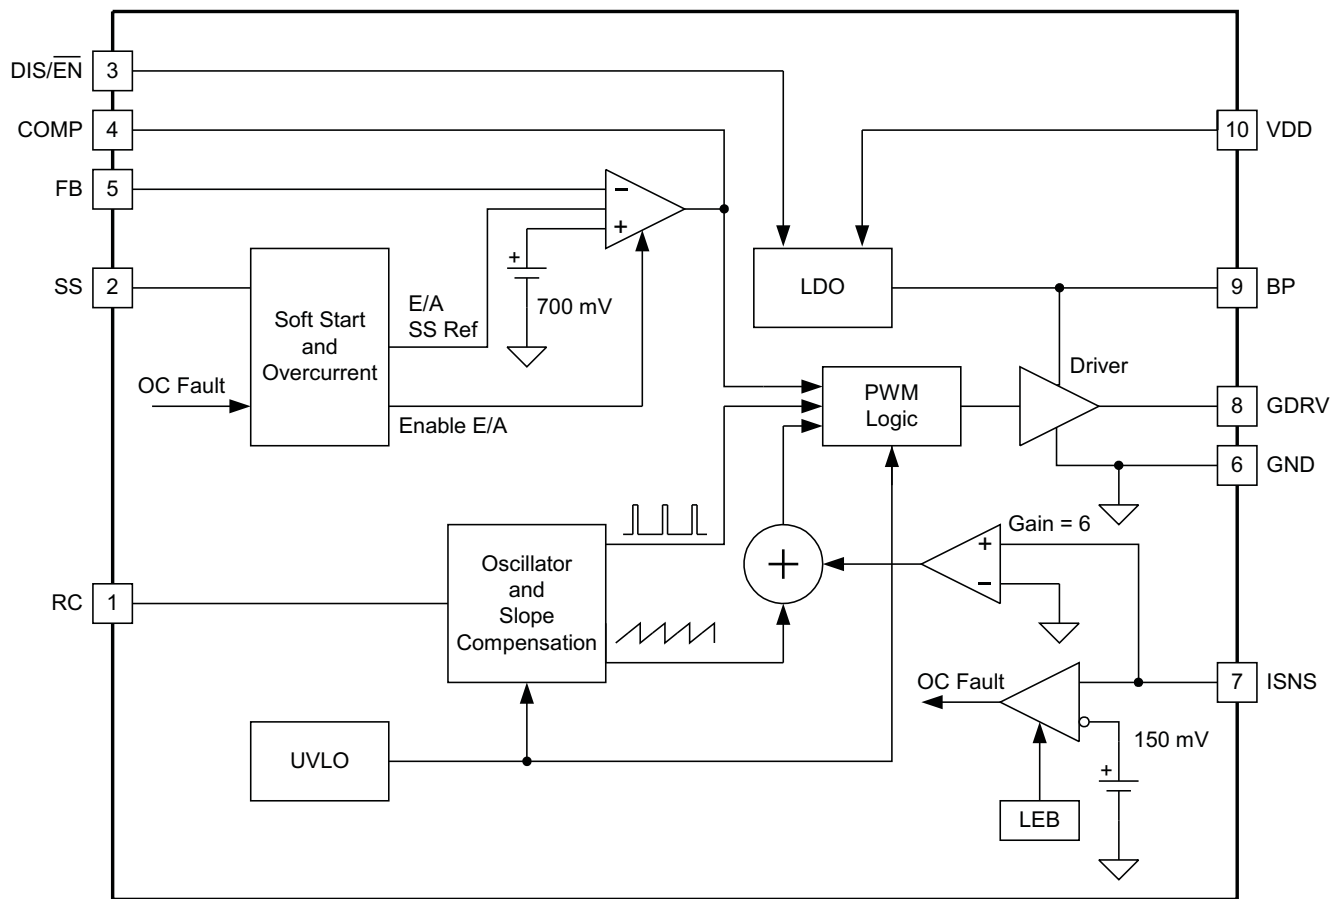 DIS/EN 3
COMP 4
10 VDD
FB 5
−
+
+
SS 2
LDO
9 BP
700 mV
E/A
SS Ref
Soft Start
and
Overcurrent
Driver
OC Fault
PWM
Logic
8 GDRV
Enable E/A
6 GND
Gain = 6
+
−
+
Oscillator
and
Slope
Compensation
RC 1
OC Fault
7 ISNS
150 mV
UVLO
+
LEB